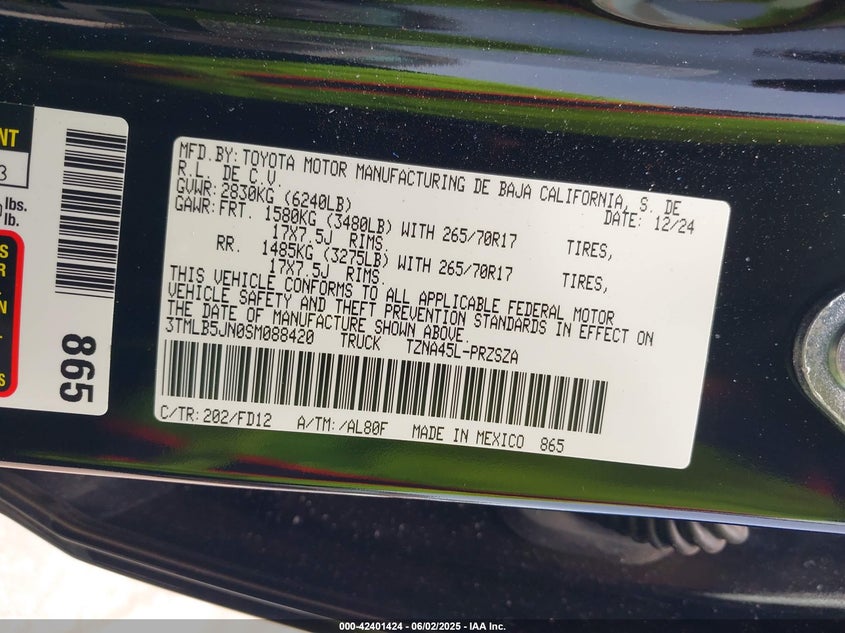 NT
3
lbs.
lb.
S
R
N
T.
S
865
MFD.BY:TOYOTA MOTOR MANUFACTURING DE BAJA CALIFORNIA, S. DE
R.L. DE C.V. DATE: 12/24
GVWR:2830KG (6240LB)
GAWR:FRT. 1580KG (3480LB) WITH 265/70R17 TIRES,
17X7.5J RIMS.
RR. 1485KG (3275LB) WITH 265/70R17 TIRES,
17X7.5J RIMS.
THIS VEHICLE CONFORMS TO ALL APPLICABLE FEDERAL MOTOR
VEHICLE SAFETY AND THEFT PREVENTION STANDARDS IN EFFECT ON
THE DATE OF MANUFACTURE SHOWN ABOVE.
3TMLB5JN0SM088420 TRUCK TZNA45L-PRZSZA
C/TR:202/FD12 A/TM:/AL80F MADE IN MEXICO 865
000-42401424 - 06/02/2025 - IAA Inc.